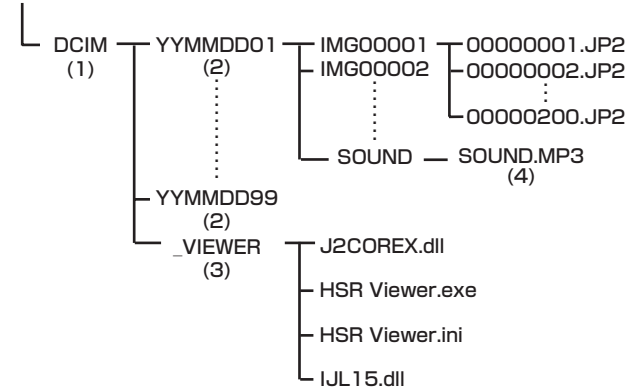 DCIM YYMMDD01 IMG00001 00000001.JP2
(1) (2) IMG00002 00000002.JP2
00000200.JP2
SOUND SOUND.MP3
(4)
YYMMDD99
(2)
_VIEWER J2COREX.dll
(3)
HSR Viewer.exe
HSR Viewer.ini
IJL15.dll